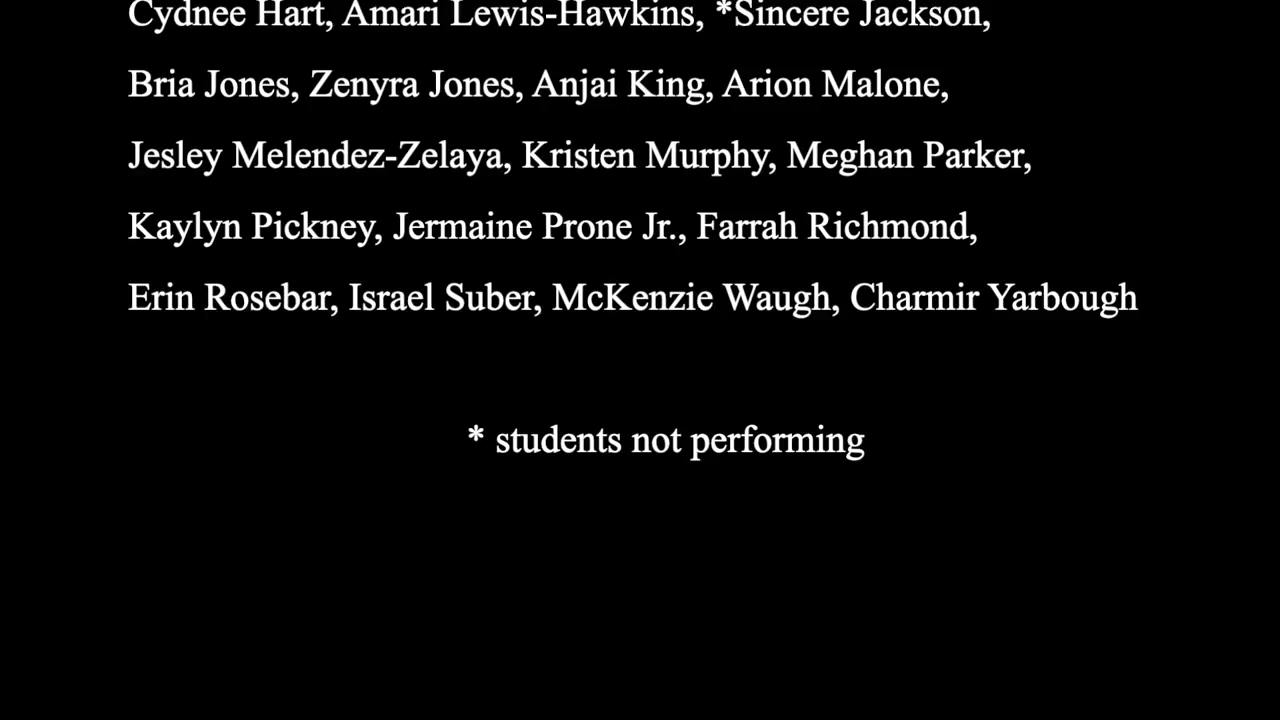 Cydnee Hart, Amari Lewis-Hawkins, *Sincere Jackson,
Bria Jones, Zenyra Jones, Anjai King, Arion Malone,
Jesley Melendez-Zelaya, Kristen Murphy, Meghan Parker,
Kaylyn Pickney, Jermaine Prone Jr., Farrah Richmond,
Erin Rosebar, Israel Suber, McKenzie Waugh, Charmir Yarbough
* students not performing